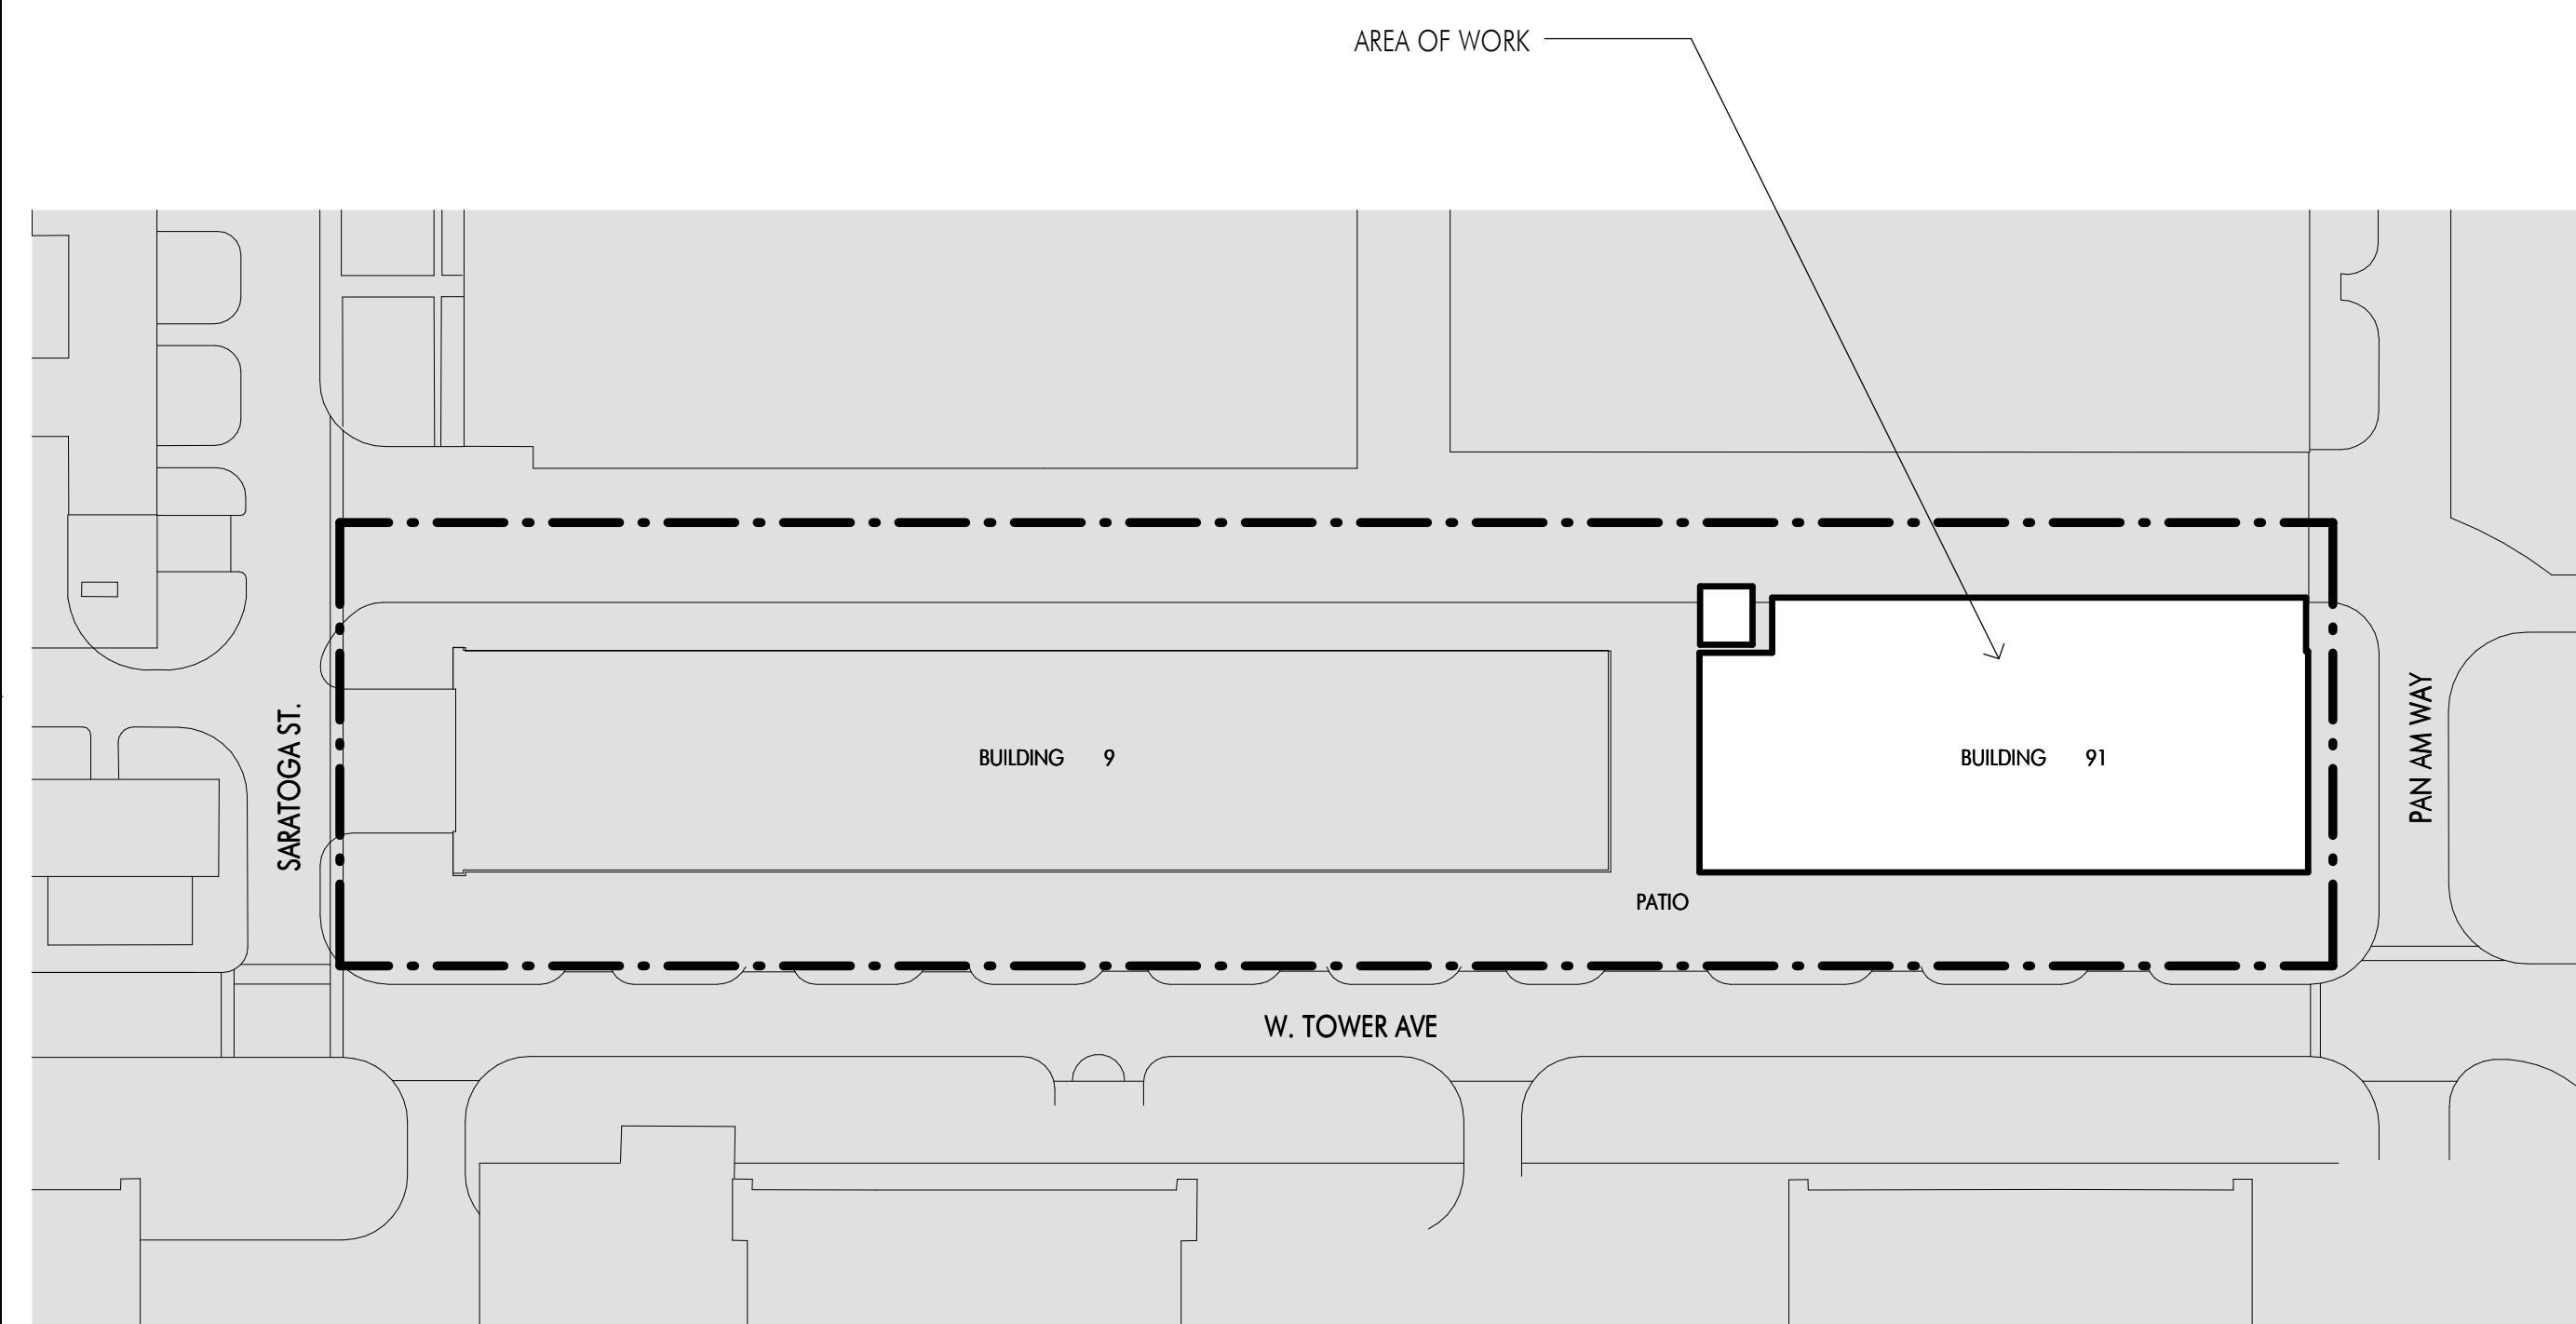 AREA OF WORK
SARATOGA ST.
BUILDING 9
BUILDING 91
PAN AM WAY
PATIO
W. TOWER AVE